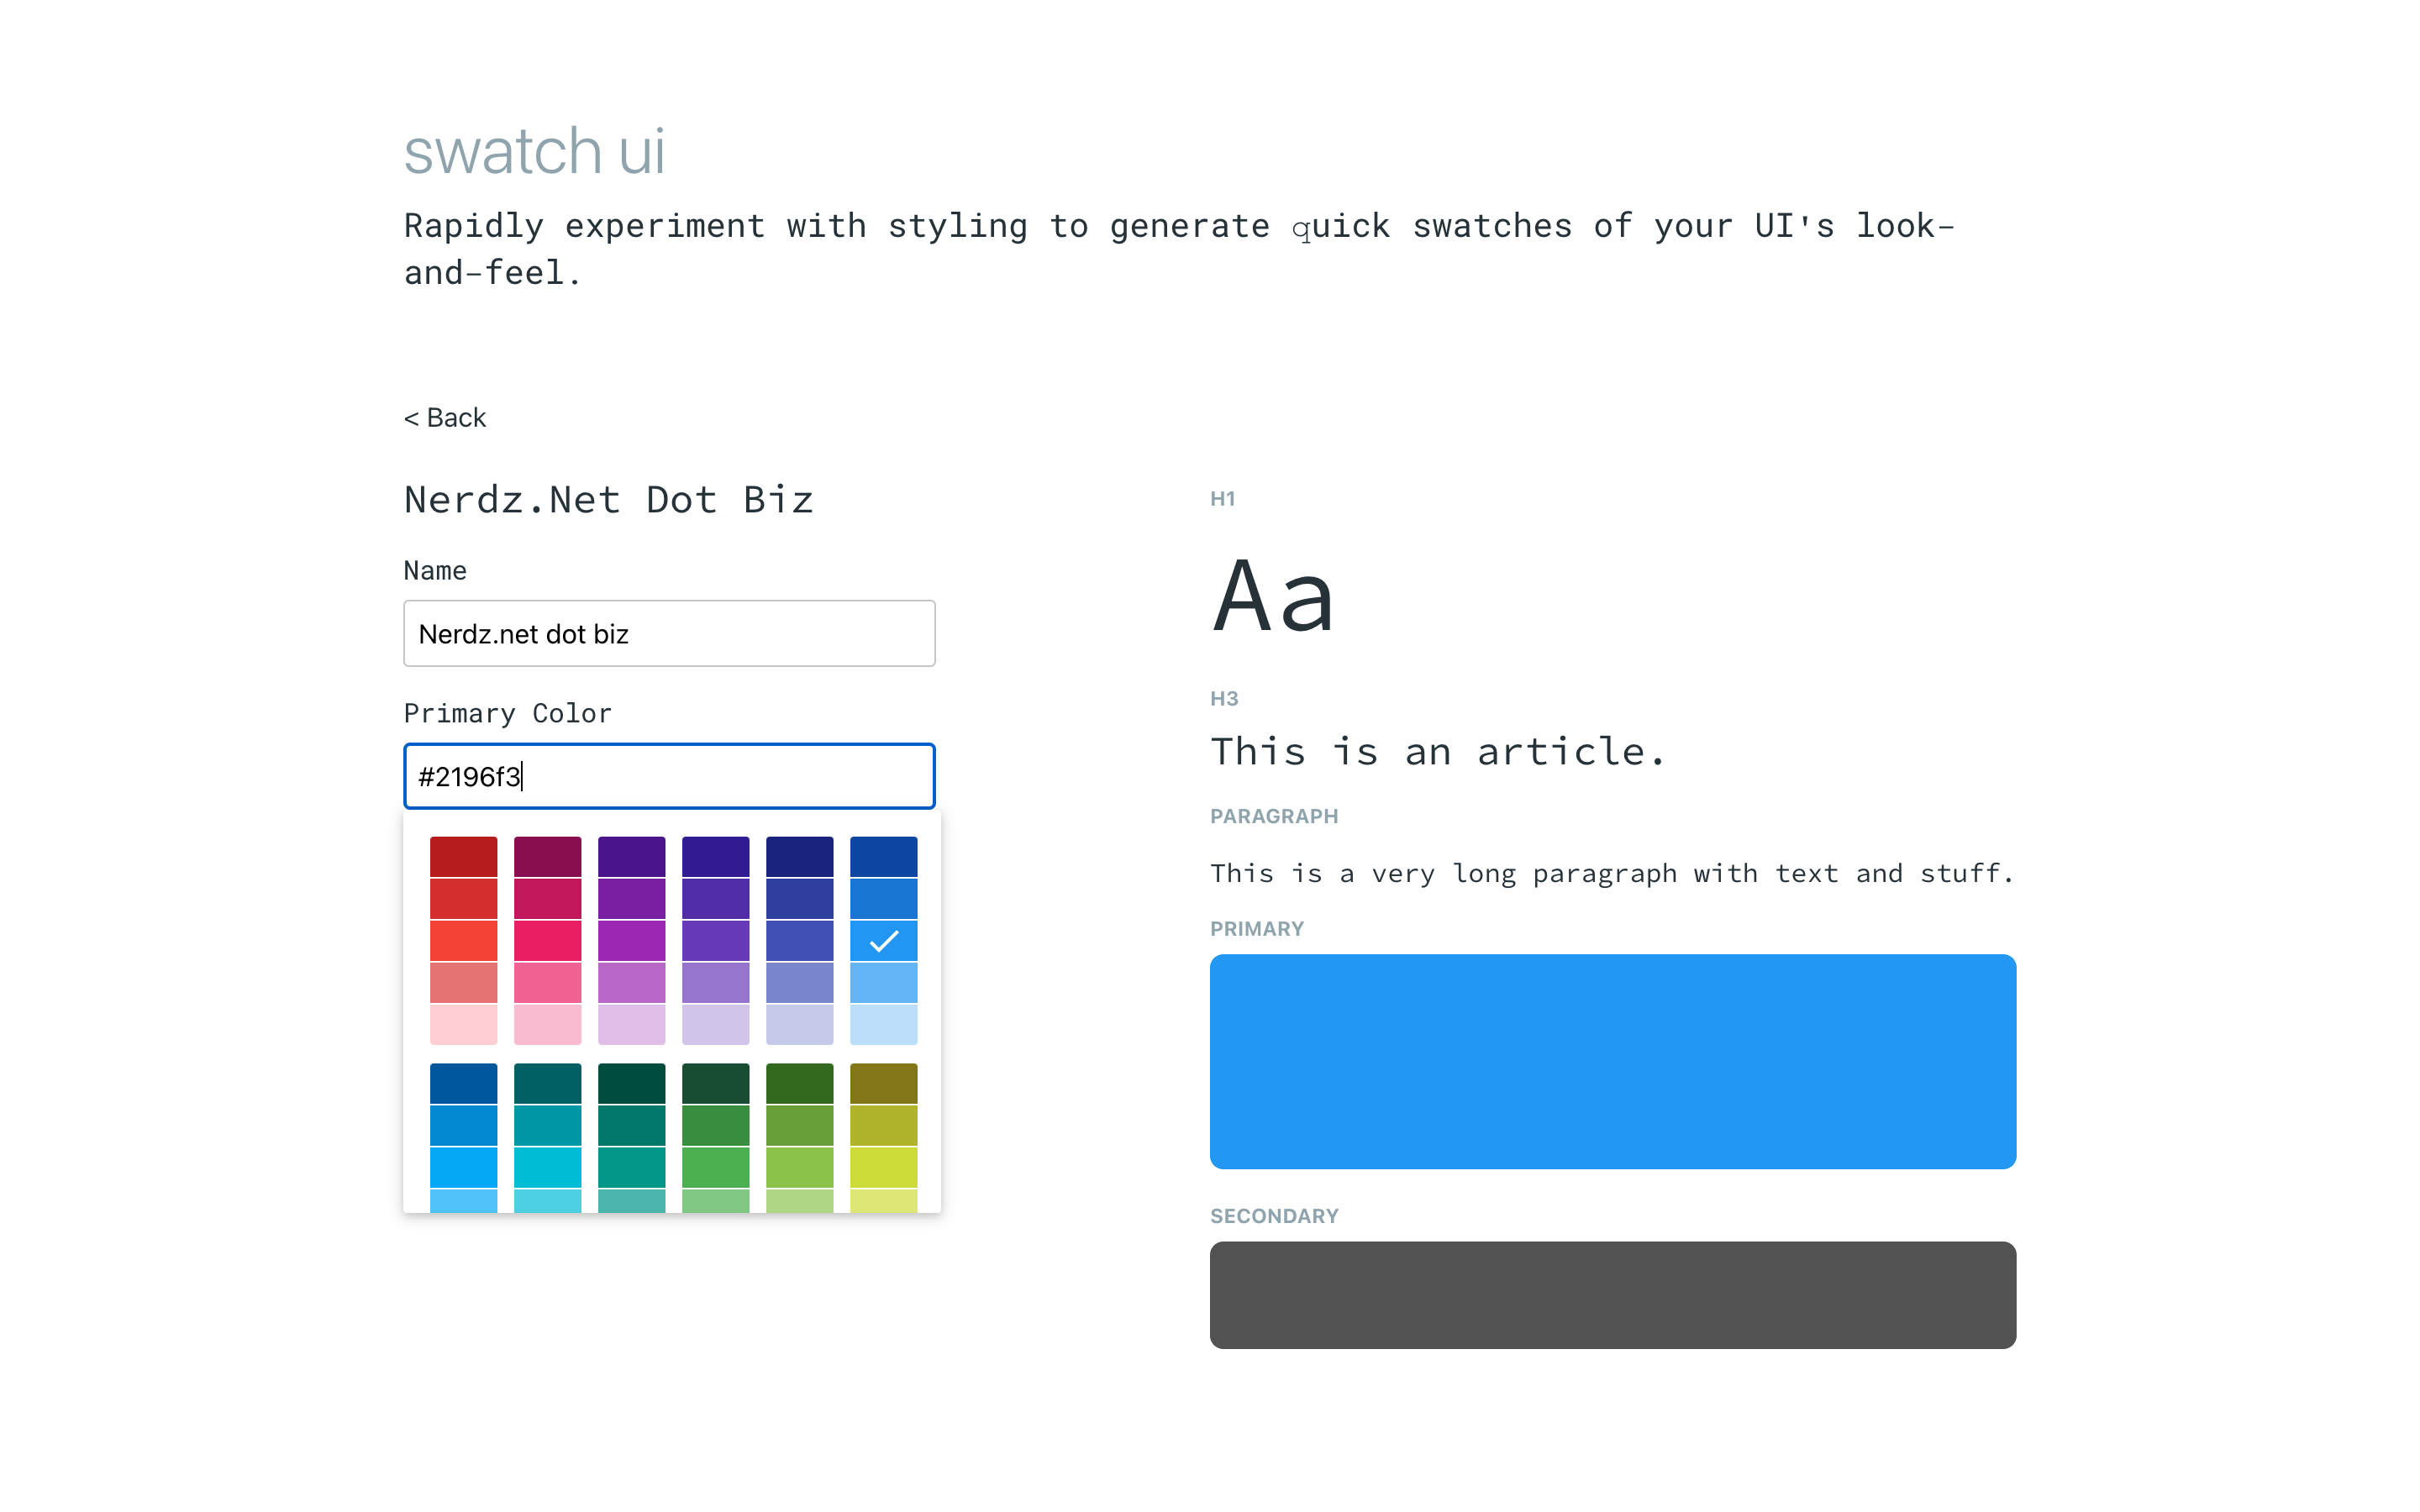 swatch ui
Rapidly experiment with styling to generate quick swatches of your UI's look-
and-feel.
< Back
Nerdz.Net Dot Biz
Name
Nerdz.net dot biz
Primary Color
#2196f3
H1
Aa
H3
This is an article.
PARAGRAPH
This is a very long paragraph with text and stuff.
PRIMARY
SECONDARY